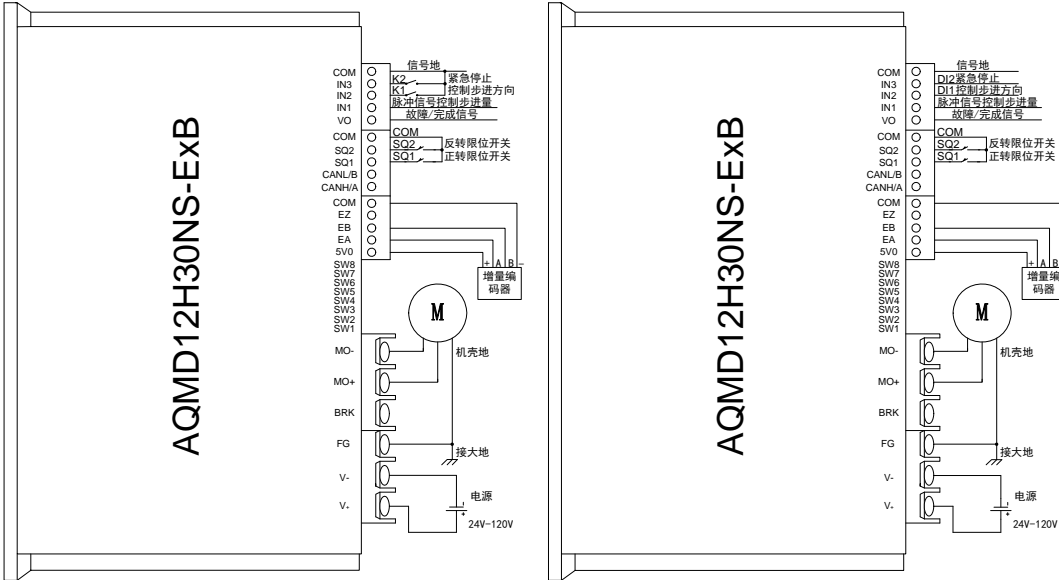 AQMD12H30NS-ExB
COM
IN3
IN2
IN1
VO
COM
SQ2
SQ1
CANL/B
CANH/A
COM
EZ
EB
EA
5V0
SW8
SW7
SW6
SW5
SW4
SW3
SW2
SW1
MO-
MO+
BRK
FG
V-
V+
信号地
K2 紧急停止
K1 控制步进方向
脉冲信号控制步进量
故障/完成信号
COM
SQ2 反转限位开关
SQ1 正转限位开关
+ A B -
增量编
码器
M
机壳地
接大地
电源
+
24V-120V
AQMD12H30NS-ExB
COM
IN3
IN2
IN1
VO
COM
SQ2
SQ1
CANL/B
CANH/A
COM
EZ
EB
EA
5V0
SW8
SW7
SW6
SW5
SW4
SW3
SW2
SW1
MO-
MO+
BRK
FG
V-
V+
信号地
DI2紧急停止
DI1控制步进方向
脉冲信号控制步进量
故障/完成信号
COM
SQ2 反转限位开关
SQ1 正转限位开关
+ A B
增量编
码器
M
机壳地
接大地
电源
+
24V-120V